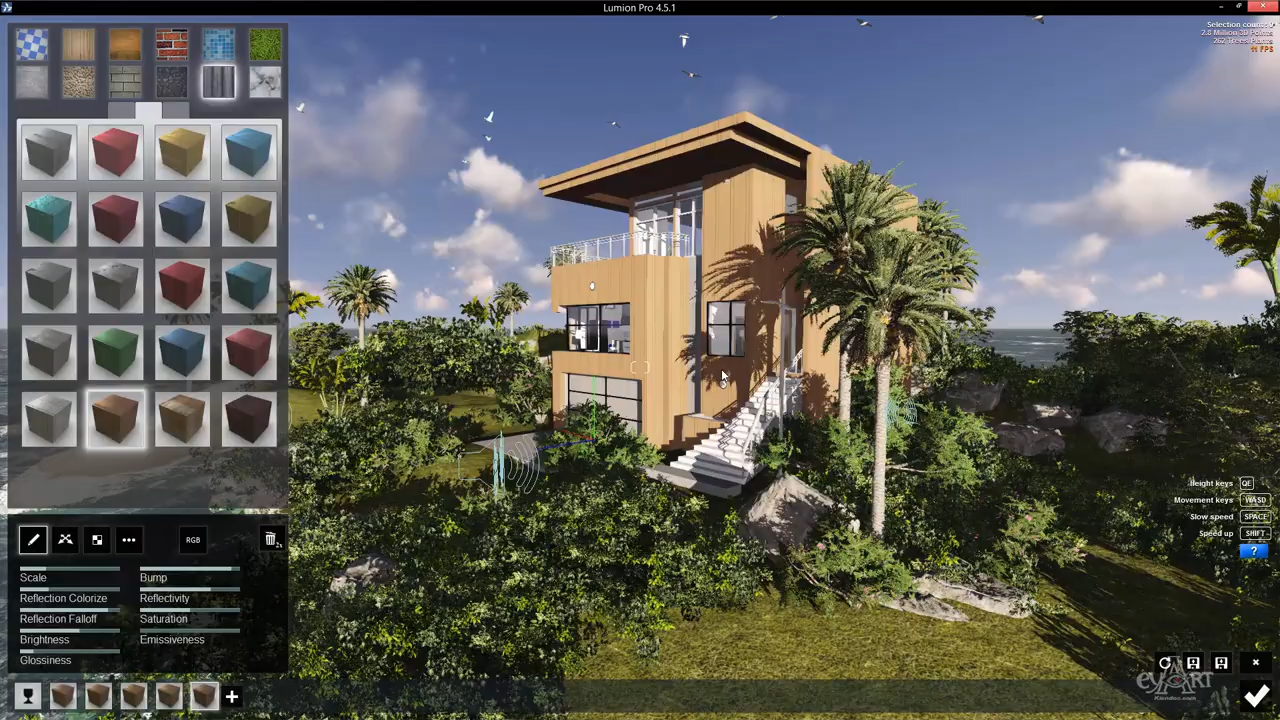 Lumion Pro 4.5.1
Selection count: 0
2.8 Million 3D Points
262 Trees/Plants
11 FPS
Height keys QE
Movement keys WASD
Slow speed SPACE
Speed up SHIFT
?
RGB
Scale
Bump
Reflection Colorize
Reflectivity
Reflection Falloff
Saturation
Brightness
Emissiveness
Glossiness